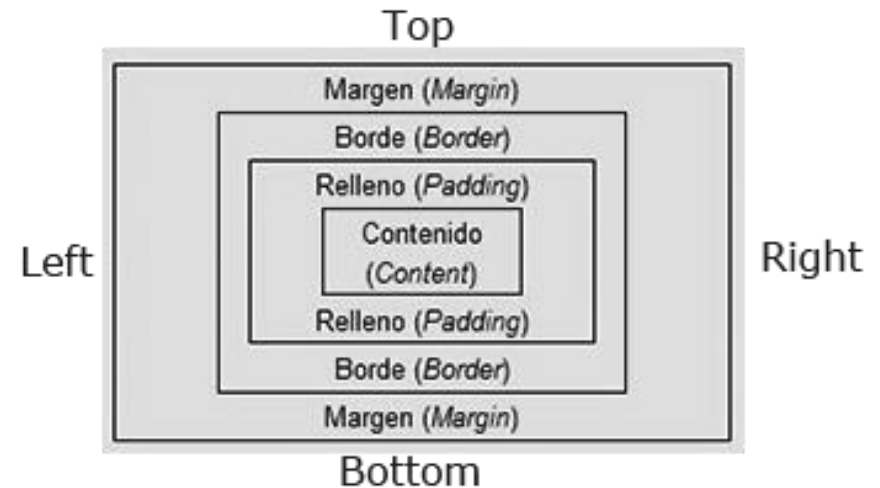 Top
Margen (Margin)
Borde (Border)
Relleno (Padding)
Contenido
(Content)
Left
Right
Relleno (Padding)
Borde (Border)
Margen (Margin)
Bottom